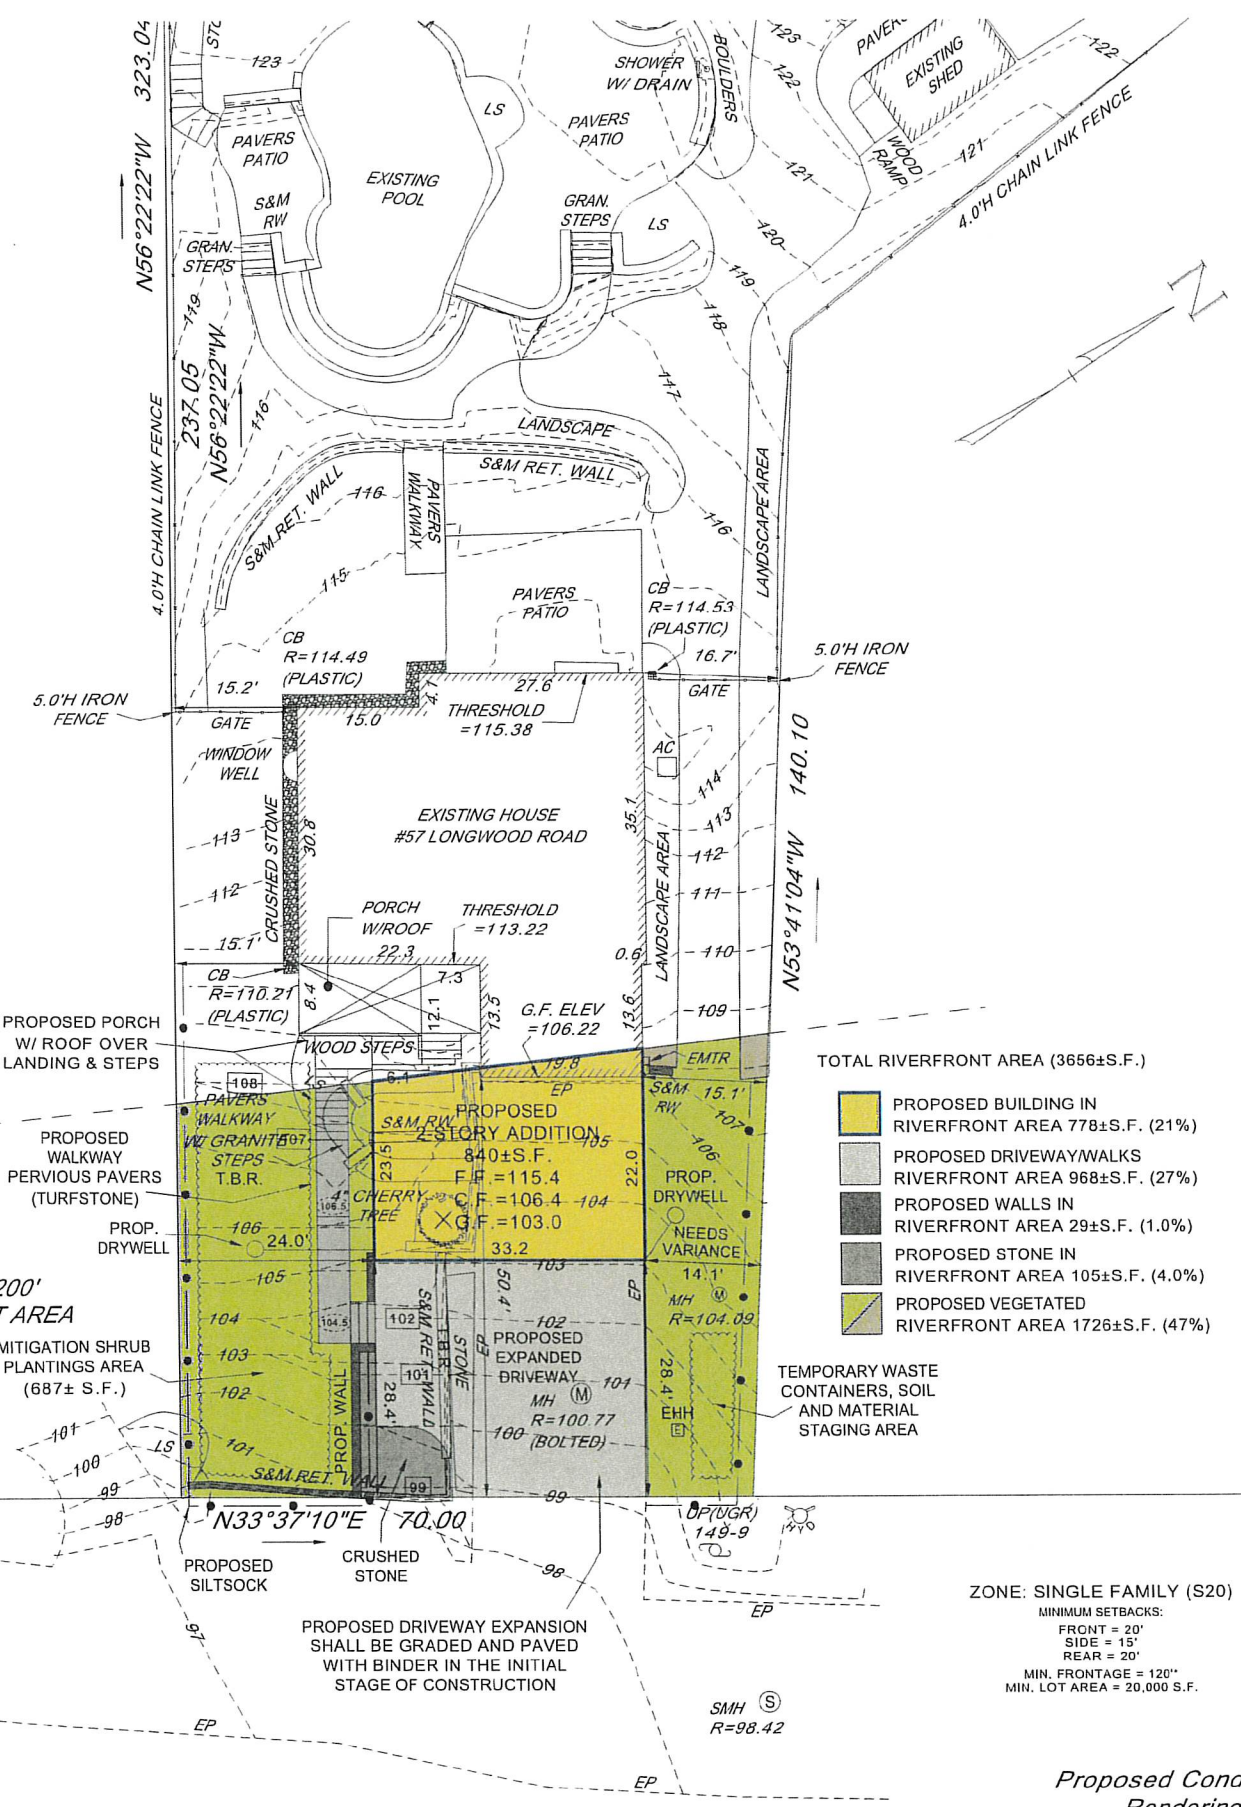 323.04
N56°22'22"W
STO
123
PAVERS
PATIO
S&M
RW
GRAN.
STEPS
EXISTING
POOL
LS
SHOWER
W/ DRAIN
BOULDERS
PAVERS
PATIO
GRAN.
STEPS
LS
123
122
PAVER
EXISTING
SHED
WOOD
RAMP
122
121
121
120
119
118
117
4.0'H CHAIN LINK FENCE
N
119
237.05
N56°22'22"W
116
4.0'H CHAIN LINK FENCE
LANDSCAPE
S&M RET. WALL
S&M RET. WALL
116
PAVERS
WALKWAY
116
115
LANDSCAPE AREA
PAVERS
PATIO
CB
R=114.53
(PLASTIC)
CB
R=114.49
(PLASTIC)
16.7'
5.0'H IRON
FENCE
GATE
5.0'H IRON
FENCE
15.2'
GATE
15.0
4.1
27.6
THRESHOLD
=115.38
WINDOW
WELL
AC
114
113
112
111
110
109
140.10
N53°41'04"W
EXISTING HOUSE
#57 LONGWOOD ROAD
35.1
30.8
CRUSHED STONE
LANDSCAPE AREA
113
112
15.1'
PORCH
W/ROOF
THRESHOLD
=113.22
22.3
7.3
0.6
CB
R=110.21
(PLASTIC)
8.4
12.1
13.5
G.F. ELEV
=106.22
13.6
PROPOSED PORCH
W/ ROOF OVER
LANDING & STEPS
WOOD STEPS
6.1
19.8
EP
EMTR
S&M
RW
15.1'
107
106
108
LS
PAVERS
WALKWAY
W/ GRANITE
STEPS
T.B.R.
107
PROPOSED
WALKWAY
PERVIOUS PAVERS
(TURFSTONE)
PROP.
DRYWELL
S&M RW
PROPOSED
2-STORY ADDITION
840±S.F.
F.F.=115.4
C.F.=106.4
G.F.=103.0
105
104
23.5
22.0
4"
CHERRY
TREE
106.5
33.2
24.0'
106
105
104
103
102
101
PROP.
DRYWELL
NEEDS
VARIANCE
14.1'
MH M
R=104.09
TOTAL RIVERFRONT AREA (3656±S.F.)
PROPOSED BUILDING IN
RIVERFRONT AREA 778±S.F. (21%)
PROPOSED DRIVEWAY/WALKS
RIVERFRONT AREA 968±S.F. (27%)
PROPOSED WALLS IN
RIVERFRONT AREA 29±S.F. (1.0%)
PROPOSED STONE IN
RIVERFRONT AREA 105±S.F. (4.0%)
PROPOSED VEGETATED
RIVERFRONT AREA 1726±S.F. (47%)
200'
T AREA
MITIGATION SHRUB
PLANTINGS AREA
(687± S.F.)
104.5
102
101
99
S&M RET WALL
T.B.R.
STONE
50.4'
EP
EP
103
102
101
100
99
PROPOSED
EXPANDED
DRIVEWAY
MH M
R=100.77
(BOLTED)
28.4'
28.4'
EHH
E
PROP. WALL
S&M RET. WALL
TEMPORARY WASTE
CONTAINERS, SOIL
AND MATERIAL
STAGING AREA
101
100
99
98
LS
N33°37'10"E 70.00
UP(UGR)
149-9
HYD
PROPOSED
SILTSOCK
CRUSHED
STONE
98
97
EP
PROPOSED DRIVEWAY EXPANSION
SHALL BE GRADED AND PAVED
WITH BINDER IN THE INITIAL
STAGE OF CONSTRUCTION
ZONE: SINGLE FAMILY (S20)
MINIMUM SETBACKS:
FRONT = 20'
SIDE = 15'
REAR = 20'
MIN. FRONTAGE = 120'*
MIN. LOT AREA = 20,000 S.F.
SMH S
R=98.42
EP
EP
Proposed Cond
Rendering